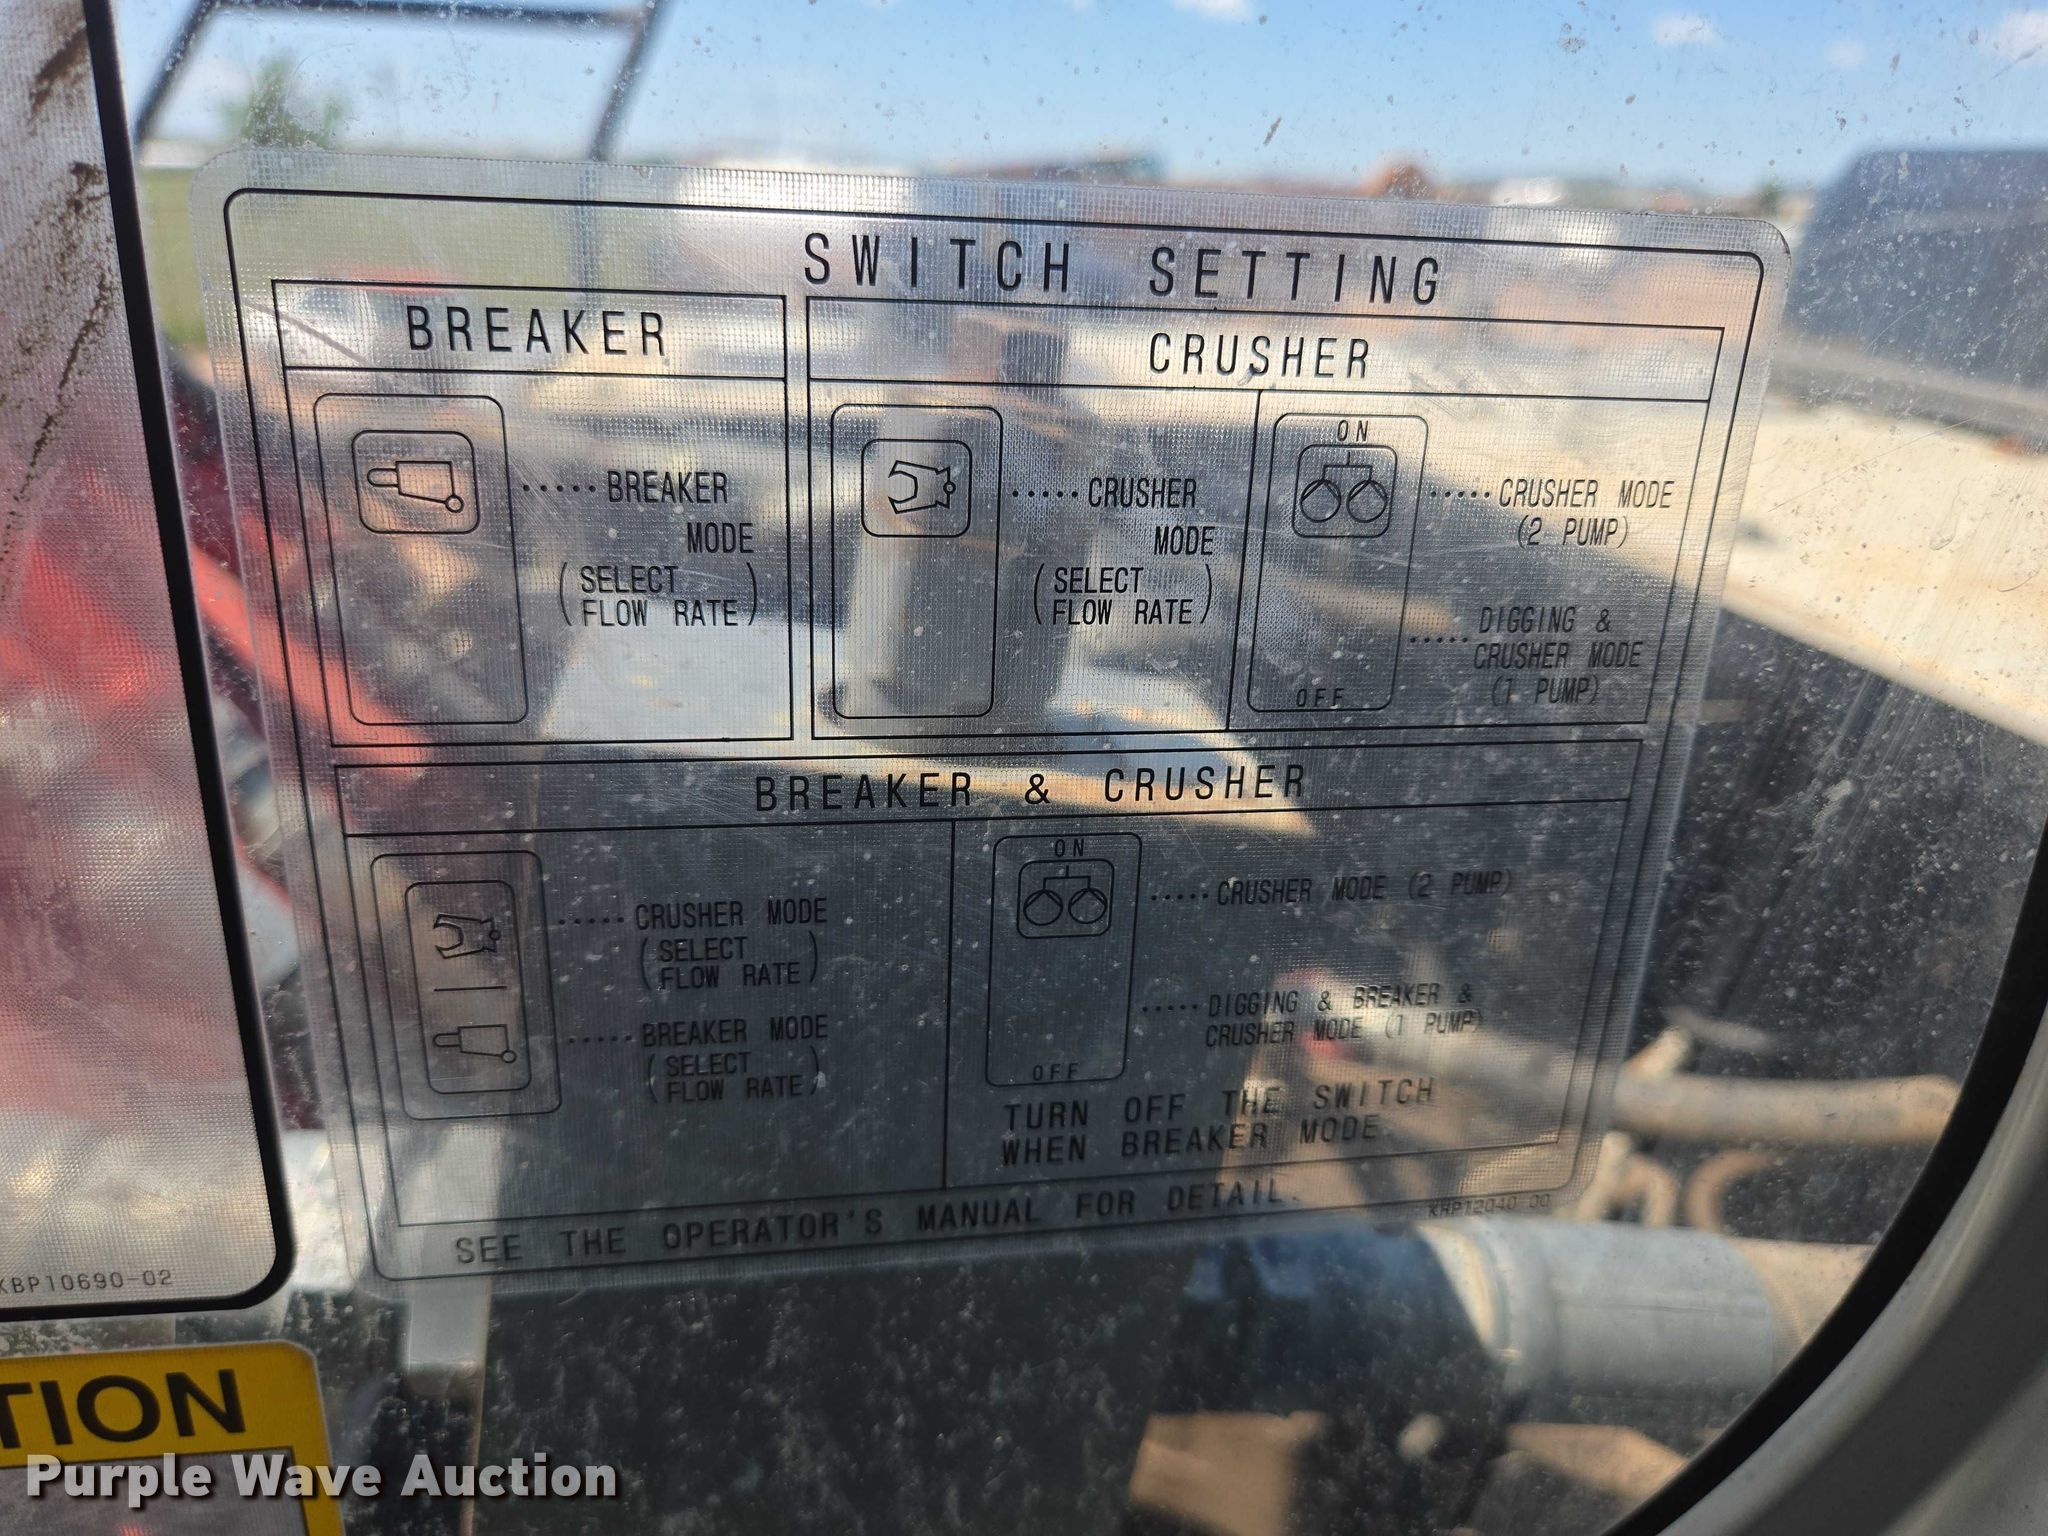 SWITCH SETTING
BREAKER
BREAKER
MODE
(SELECT
FLOW RATE)
CRUSHER
CRUSHER
MODE
(SELECT
FLOW RATE)
ON
CRUSHER MODE
(2 PUMP)
DIGGING &
CRUSHER MODE
(1 PUMP)
OFF
BREAKER & CRUSHER
CRUSHER MODE
(SELECT
FLOW RATE)
BREAKER MODE
(SELECT
FLOW RATE)
ON
CRUSHER MODE (2 PUMP)
DIGGING & BREAKER &
CRUSHER MODE (1 PUMP)
OFF
TURN OFF THE SWITCH
WHEN BREAKER MODE.
SEE THE OPERATOR'S MANUAL FOR DETAIL.
KBP10690-02
TION
Purple Wave Auction